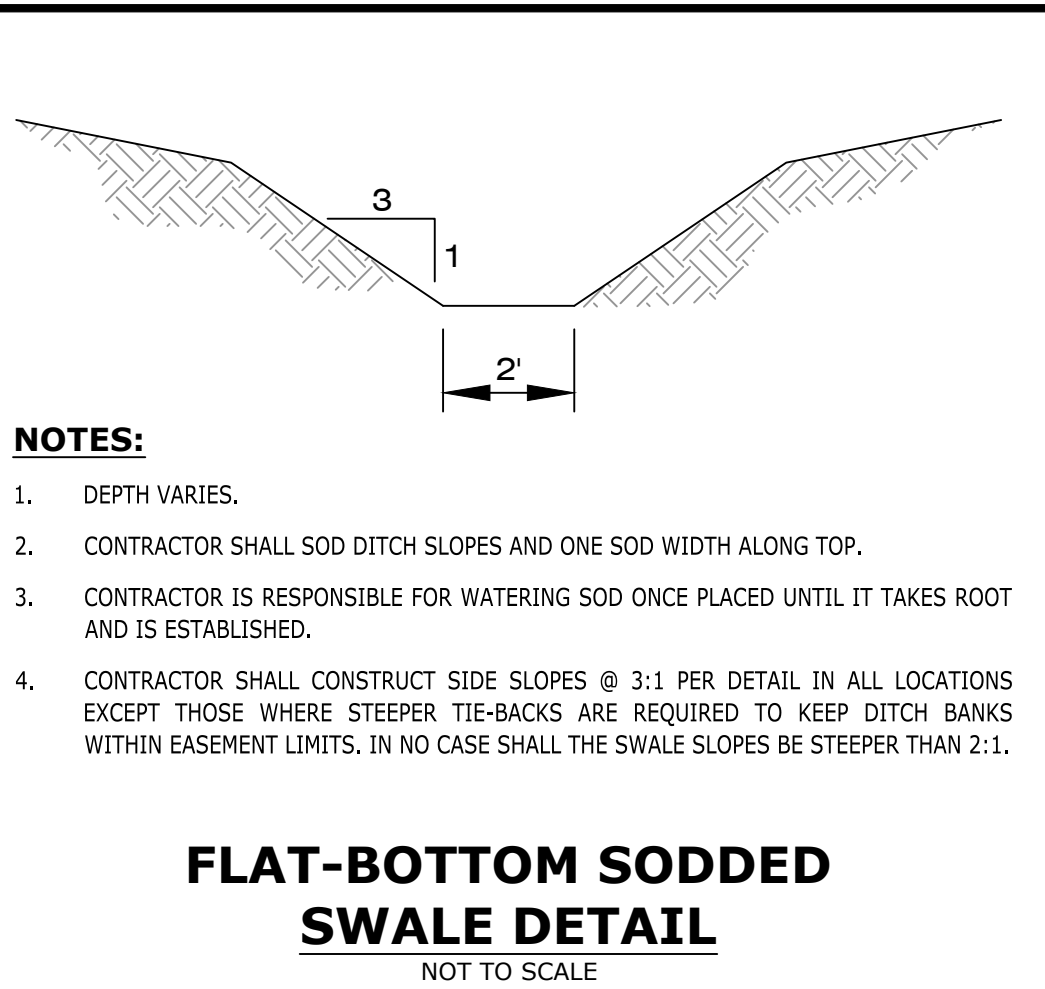 3
1
2'
NOTES:
1. DEPTH VARIES.
2. CONTRACTOR SHALL SOD DITCH SLOPES AND ONE SOD WIDTH ALONG TOP.
3. CONTRACTOR IS RESPONSIBLE FOR WATERING SOD ONCE PLACED UNTIL IT TAKES ROOT
AND IS ESTABLISHED.
4. CONTRACTOR SHALL CONSTRUCT SIDE SLOPES @ 3:1 PER DETAIL IN ALL LOCATIONS
EXCEPT THOSE WHERE STEEPER TIE-BACKS ARE REQUIRED TO KEEP DITCH BANKS
WITHIN EASEMENT LIMITS. IN NO CASE SHALL THE SWALE SLOPES BE STEEPER THAN 2:1.
FLAT-BOTTOM SODDED
SWALE DETAIL
NOT TO SCALE